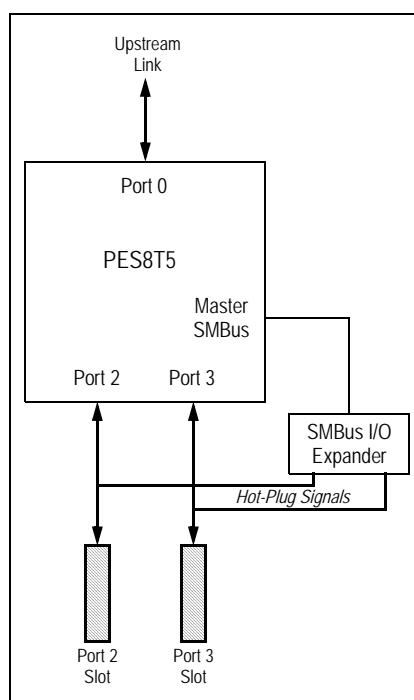 Upstream
Link
Port 0
PES8T5
Master
SMBus
Port 2 Port 3
SMBus I/O
Expander
Hot-Plug Signals
Port 2
Slot
Port 3
Slot